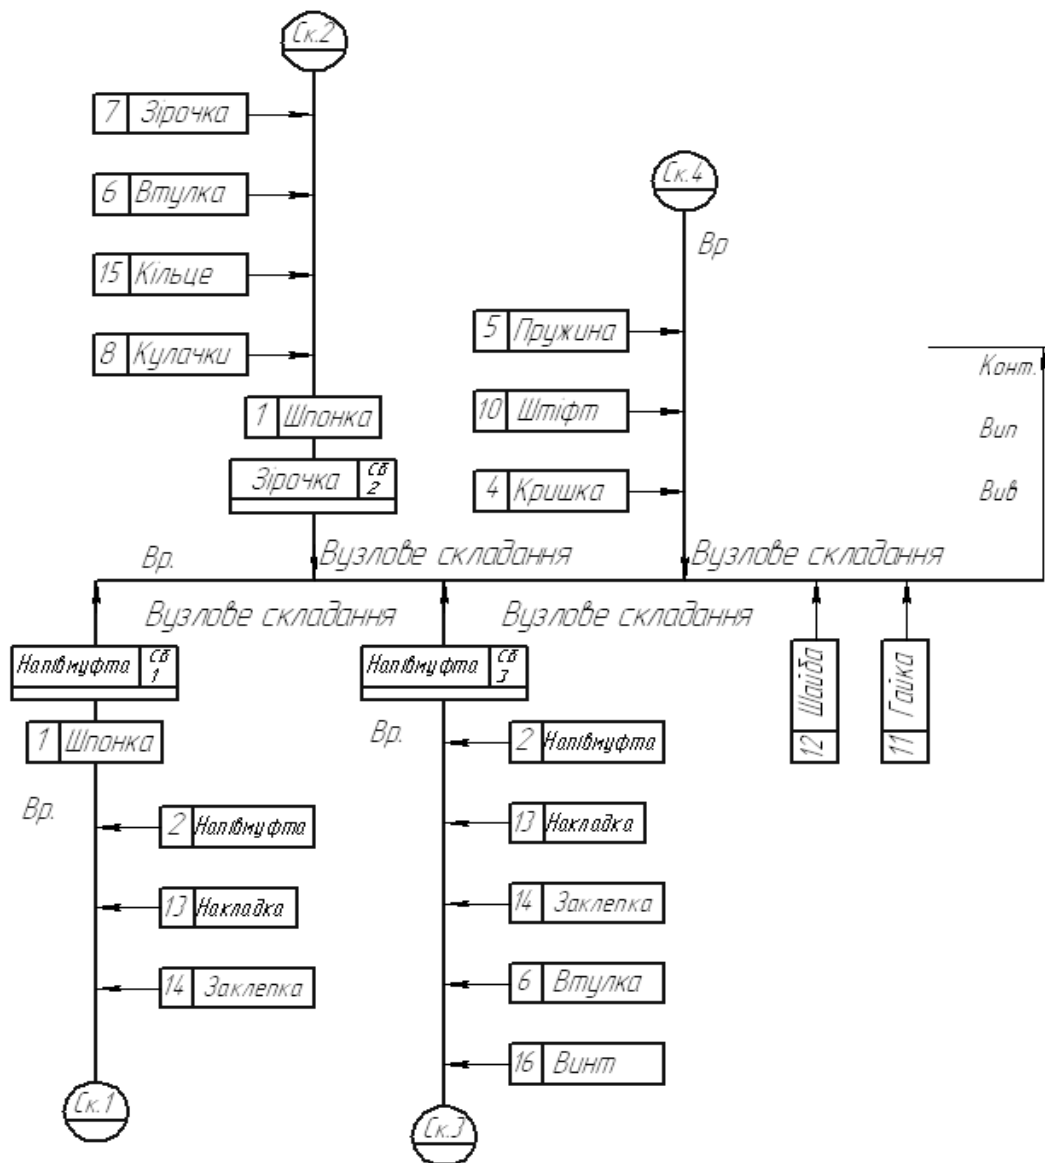 Ск.2
7 Зірочка
6 Втулка
15 Кільце
8 Кулачки
1 Шпонка
Зірочка СБ 2
Ск.4
Вр
5 Пружина
10 Штіфт
4 Кришка
Конт.
Вип
Вив
Вр.
Вузлове складання
Вузлове складання
Вузлове складання
Вузлове складання
Напівмуфта СБ 1
1 Шпонка
Вр.
2 Напівмуфта
13 Накладка
14 Заклепка
Ск.1
Напівмуфта СБ 3
Вр.
2 Напівмуфта
13 Накладка
14 Заклепка
6 Втулка
16 Винт
Ск.3
12 Шайба
11 Гайка